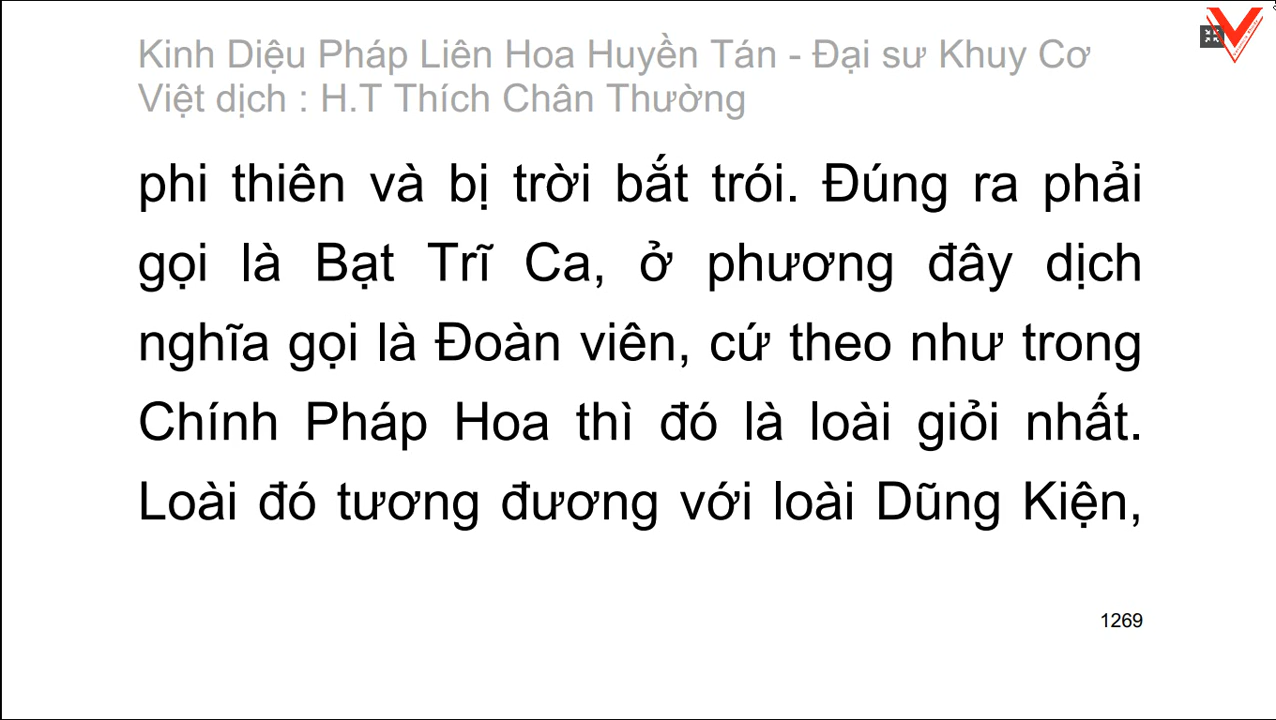 Kinh Diệu Pháp Liên Hoa Huyền Tán - Đại sư Khuy Cơ
Việt dịch : H.T Thích Chân Thường
phi thiên và bị trời bắt trói. Đúng ra phải
gọi là Bạt Trĩ Ca, ở phương đây dịch
nghĩa gọi là Đoàn viên, cứ theo như trong
Chính Pháp Hoa thì đó là loài giỏi nhất.
Loài đó tương đương với loài Dũng Kiện,
1269